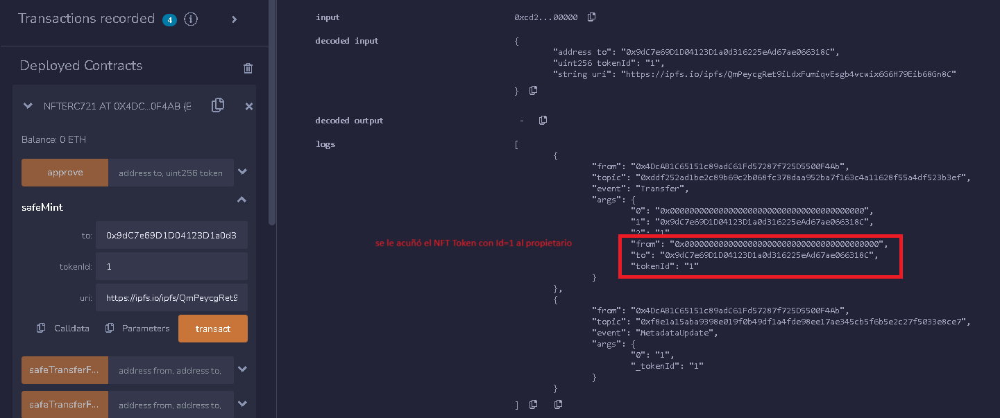 Transactions recorded 4 i
Deployed Contracts
NFTERC721 AT 0X4DC...0F4AB (E
Balance: 0 ETH
approve address to, uint256 token
safeMint
to: 0x9dC7e69D1D04123D1a0d3
tokenId: 1
uri: https://ipfs.io/ipfs/QmPeycgRet9
Calldata Parameters transact
safeTransferF... address from, address to,
safeTransferF... address from, address to,
input 0xcd2...00000
decoded input {
"address to": "0x9dC7e69D1D04123D1a0d316225eAd67ae066318C",
"uint256 tokenId": "1",
"string uri": "https://ipfs.io/ipfs/QmPeycgRet9iLdxFumiqvEsgb4vcwix6G6H79Eib68Gn8C"
}
decoded output -
logs [
{
"from": "0x4DcAB1C65151c89adC61Fd57287f725D5500F4Ab",
"topic": "0xddf252ad1be2c89b69c2b068fc378daa952ba7f163c4a11628f55a4df523b3ef",
"event": "Transfer",
"args": {
"0": "0x0000000000000000000000000000000000000000",
"1": "0x9dC7e69D1D04123D1a0d316225eAd67ae066318C",
"2": "1",
se le acuñó el NFT Token con Id=1 al propietario
"from": "0x0000000000000000000000000000000000000000",
"to": "0x9dC7e69D1D04123D1a0d316225eAd67ae066318C",
"tokenId": "1"
}
},
{
"from": "0x4DcAB1C65151c89adC61Fd57287f725D5500F4Ab",
"topic": "0xf8e1a15aba9398e019f0b49df1a4fde98ee17ae345cb5f6b5e2c27f5033e8ce7",
"event": "MetadataUpdate",
"args": {
"0": "1",
"_tokenId": "1"
}
}
]